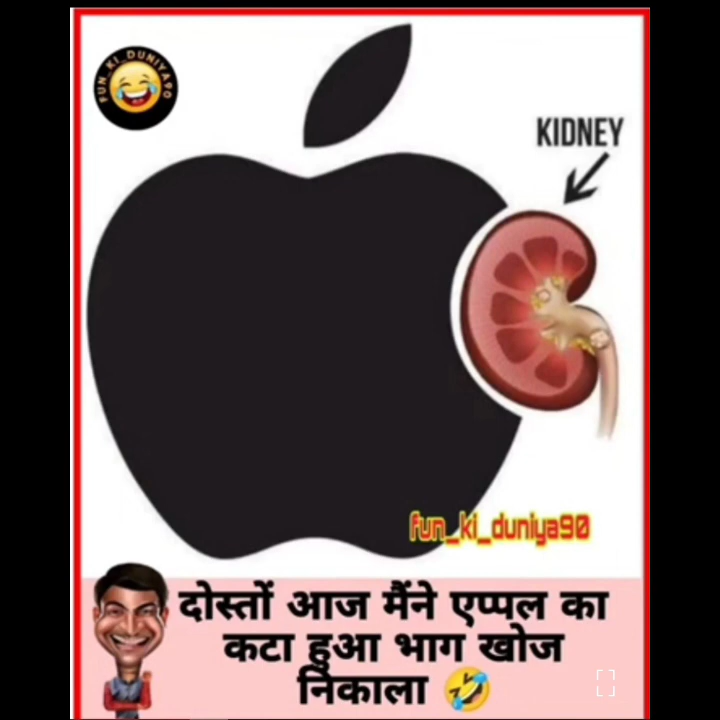 FUN_KI_DUNIYA90
KIDNEY
fun_ki_duniya90
दोस्तों आज मैंने एप्पल का
कटा हुआ भाग खोज
निकाला 🤣